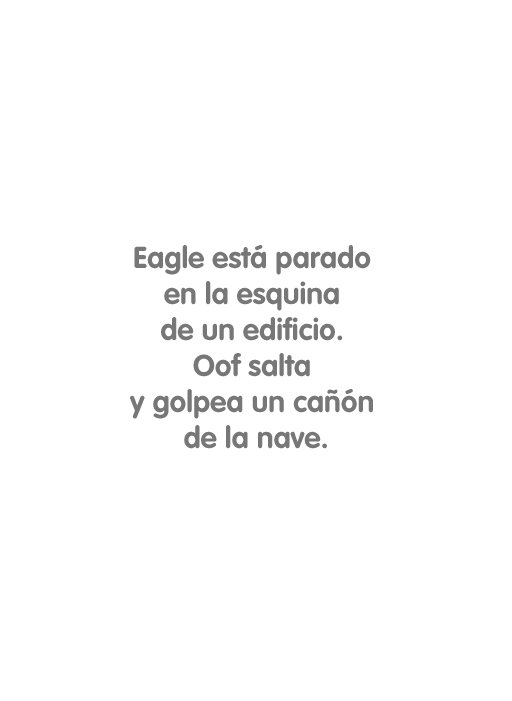 Eagle está parado
en la esquina
de un edificio.
Oof salta
y golpea un cañón
de la nave.